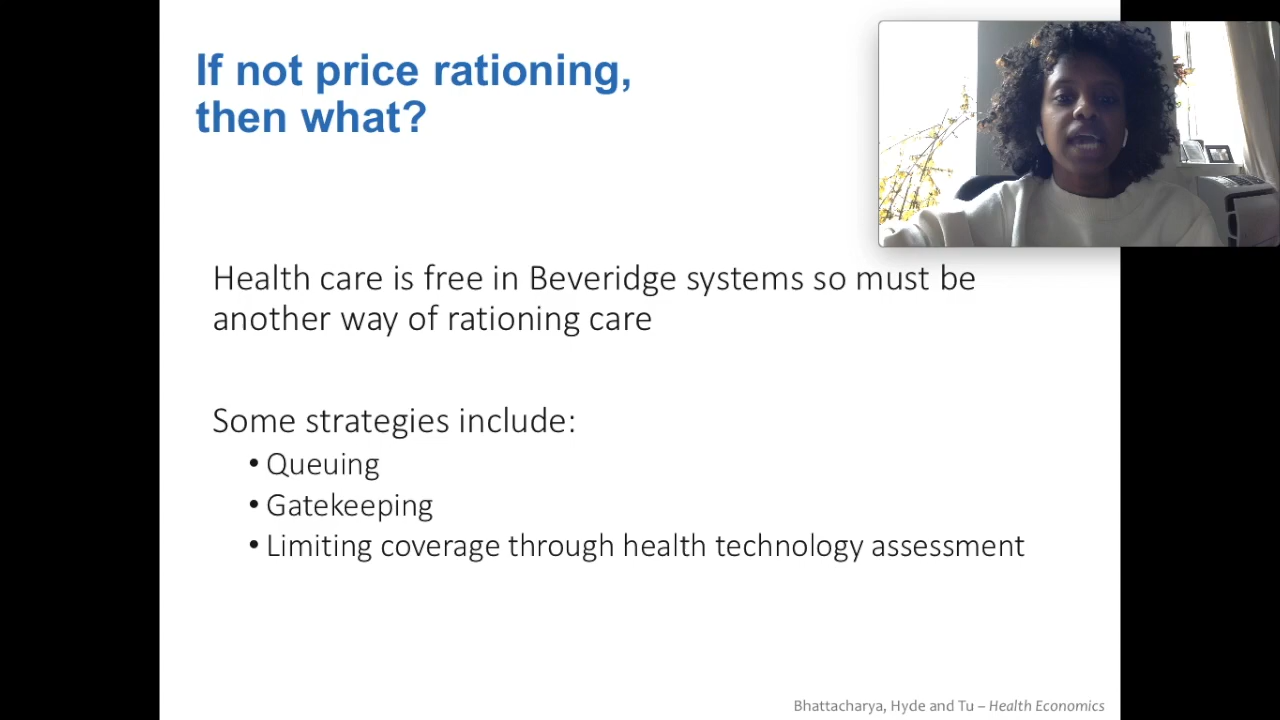 If not price rationing,
then what?
Health care is free in Beveridge systems so must be
another way of rationing care
Some strategies include:
• Queuing
• Gatekeeping
• Limiting coverage through health technology assessment
Bhattacharya, Hyde and Tu – Health Economics